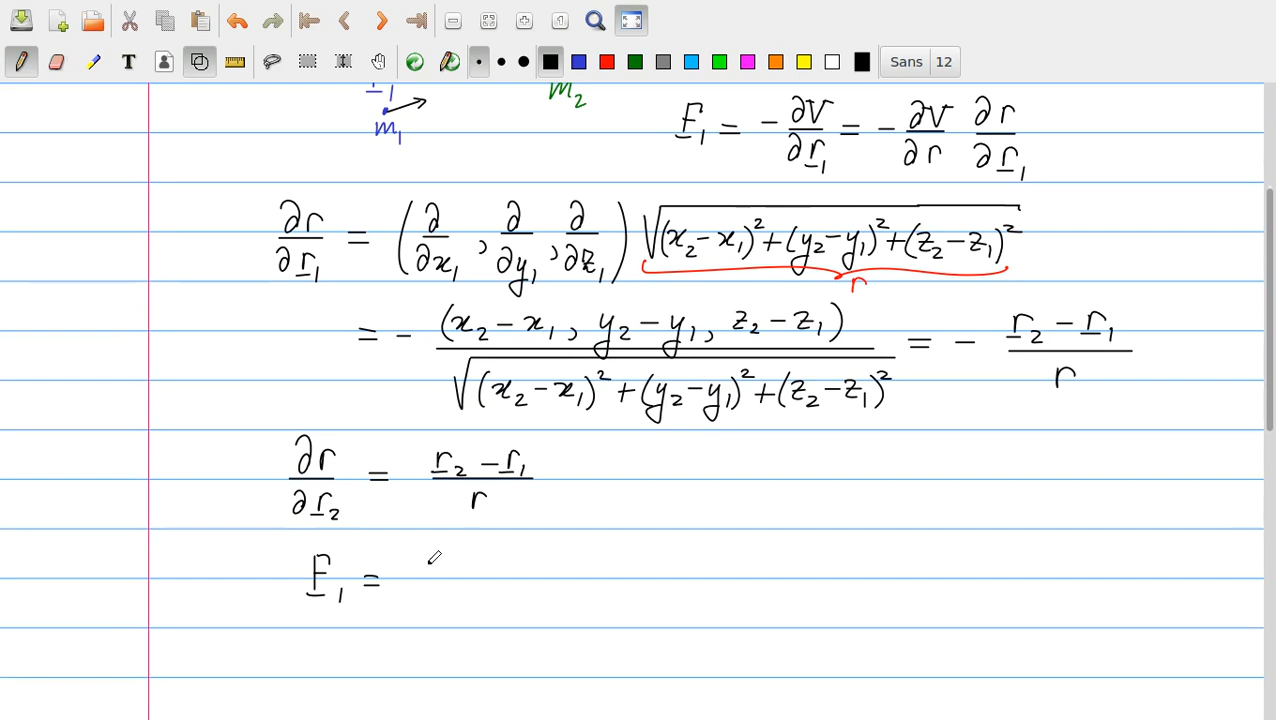 Sans 12
r₁
m₁
m₂
F₁ = - ∂V/∂r₁ = - ∂V/∂r ∂r/∂r₁
∂r/∂r₁ = (∂/∂x₁, ∂/∂y₁, ∂/∂z₁) √((x₂-x₁)²+(y₂-y₁)²+(z₂-z₁)²)
r
= - (x₂-x₁, y₂-y₁, z₂-z₁)/√((x₂-x₁)²+(y₂-y₁)²+(z₂-z₁)²) = - (r₂-r₁)/r
∂r/∂r₂ = (r₂-r₁)/r
F₁ =